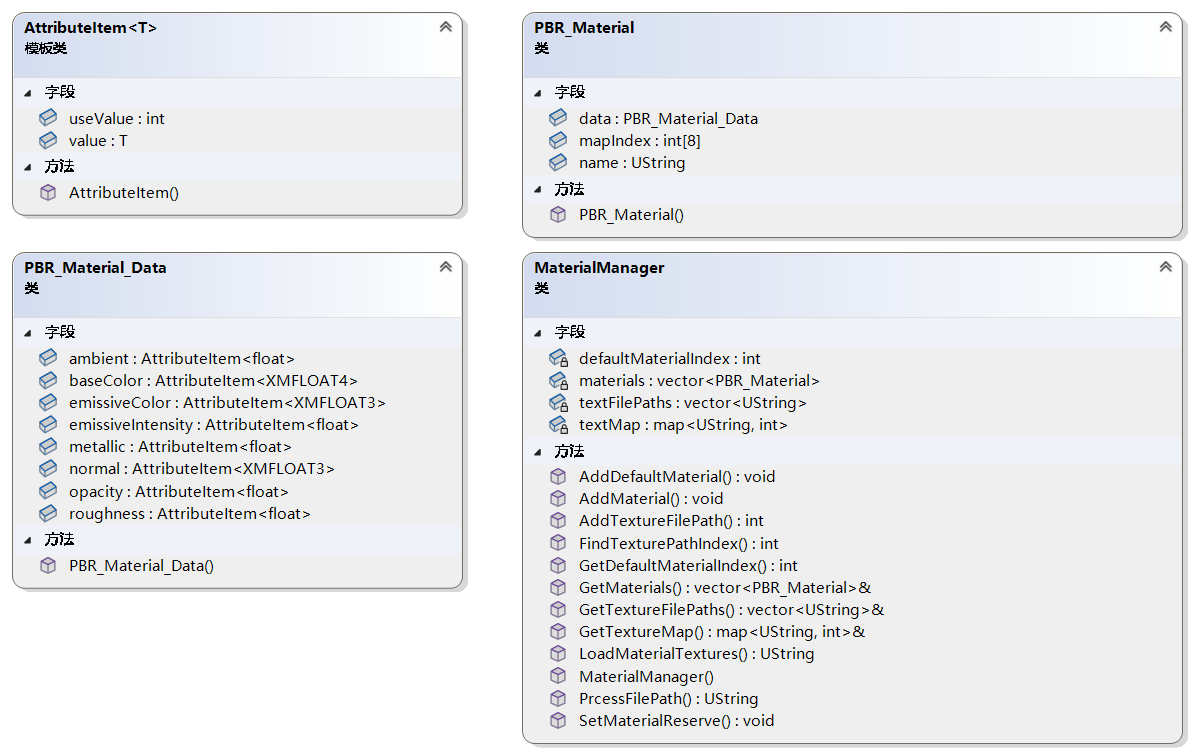 AttributeItem<T>
模板类
字段
useValue : int
value : T
方法
AttributeItem()
PBR_Material
类
字段
data : PBR_Material_Data
mapIndex : int[8]
name : UString
方法
PBR_Material()
PBR_Material_Data
类
字段
ambient : AttributeItem<float>
baseColor : AttributeItem<XMFLOAT4>
emissiveColor : AttributeItem<XMFLOAT3>
emissiveIntensity : AttributeItem<float>
metallic : AttributeItem<float>
normal : AttributeItem<XMFLOAT3>
opacity : AttributeItem<float>
roughness : AttributeItem<float>
方法
PBR_Material_Data()
MaterialManager
类
字段
defaultMaterialIndex : int
materials : vector<PBR_Material>
textFilePaths : vector<UString>
textMap : map<UString, int>
方法
AddDefaultMaterial() : void
AddMaterial() : void
AddTextureFilePath() : int
FindTexturePathIndex() : int
GetDefaultMaterialIndex() : int
GetMaterials() : vector<PBR_Material>&
GetTextureFilePaths() : vector<UString>&
GetTextureMap() : map<UString, int>&
LoadMaterialTextures() : UString
MaterialManager()
PrcessFilePath() : UString
SetMaterialReserve() : void